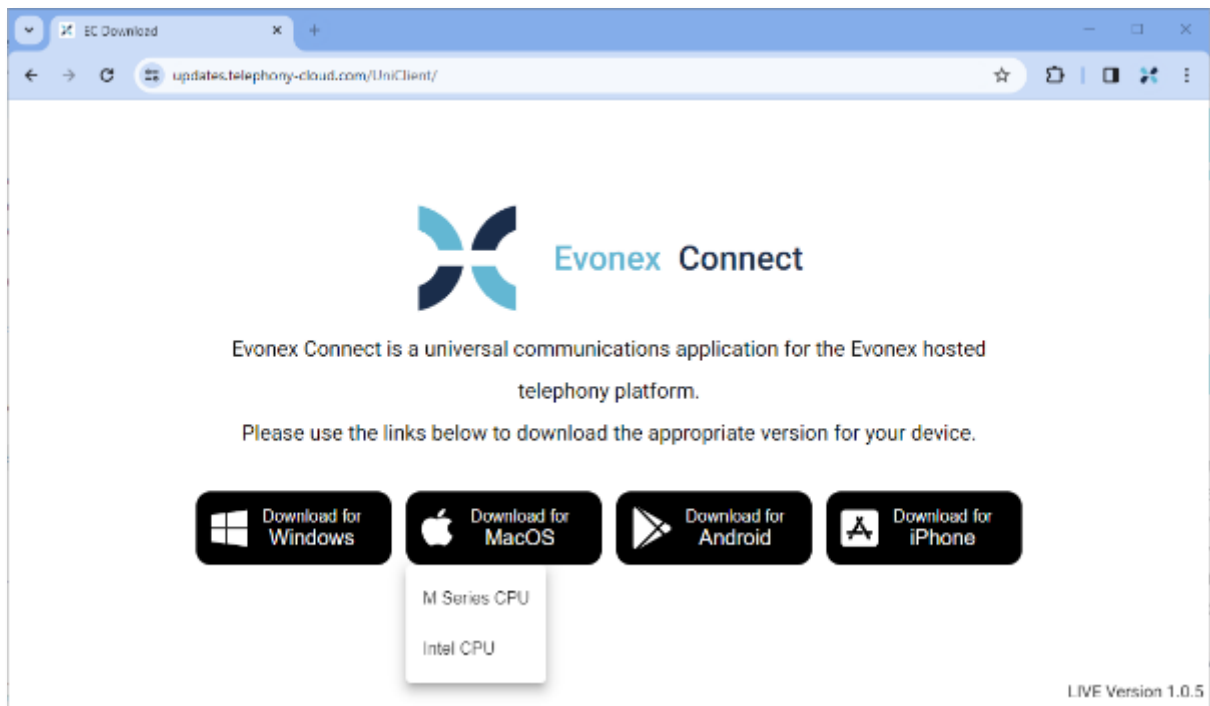 EC Download
updates.telephony-cloud.com/UniClient/
Evonex Connect
Evonex Connect is a universal communications application for the Evonex hosted
telephony platform.
Please use the links below to download the appropriate version for your device.
Download for
Windows
Download for
MacOS
Download for
Android
Download for
iPhone
M Series CPU
Intel CPU
LIVE Version 1.0.5